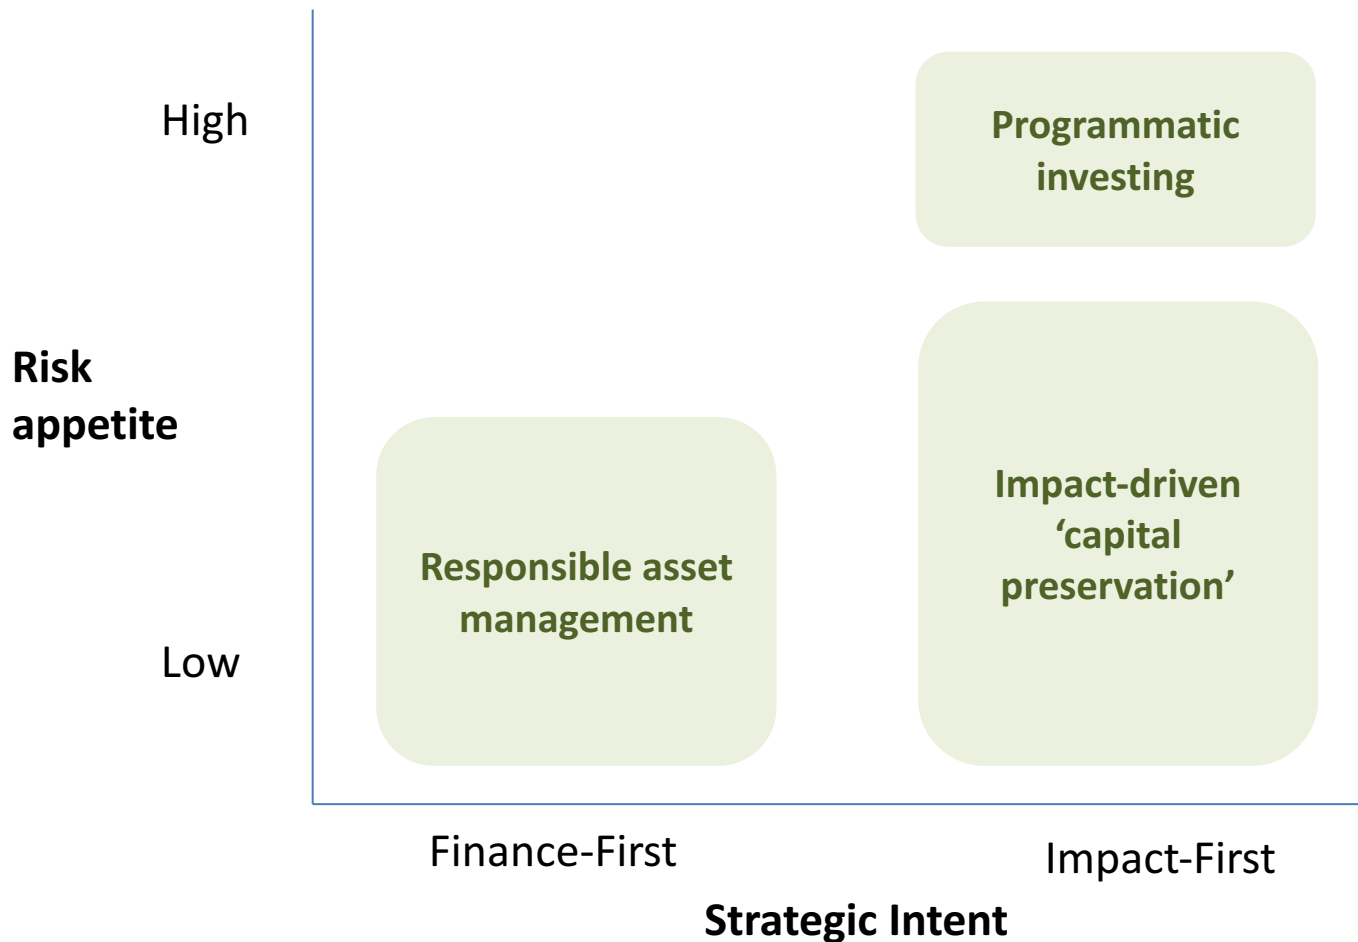 High
Programmatic
investing
Risk
appetite
Impact-driven
‘capital
preservation’
Responsible asset
management
Low
Finance-First
Impact-First
Strategic Intent